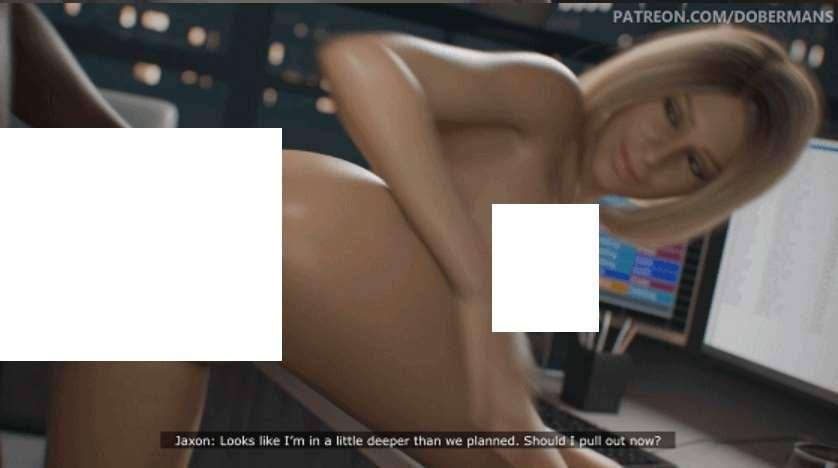 PATREON.COM/DOBERMANS
Jaxon: Looks like I'm in a little deeper than we planned. Should I pull out now?